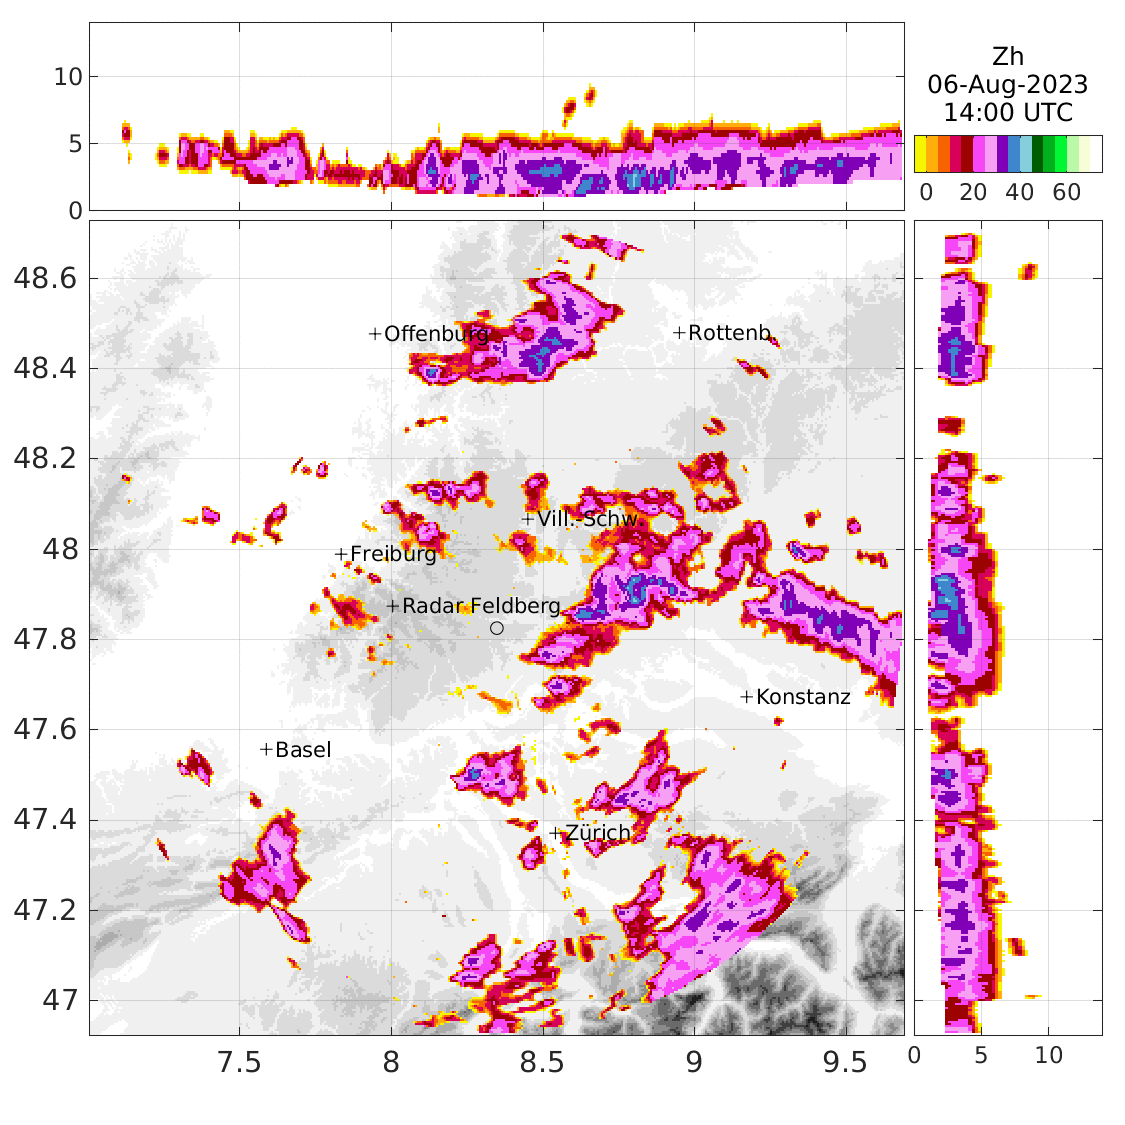 10
5
0
Zh
06-Aug-2023
14:00 UTC
0 20 40 60
48.6
48.4
48.2
48
47.8
47.6
47.4
47.2
47
+Offenburg
+Rottenb.
+Vill.-Schw.
+Freiburg
+Radar Feldberg
+Konstanz
+Basel
+Zürich
7.5 8 8.5 9 9.5
0 5 10